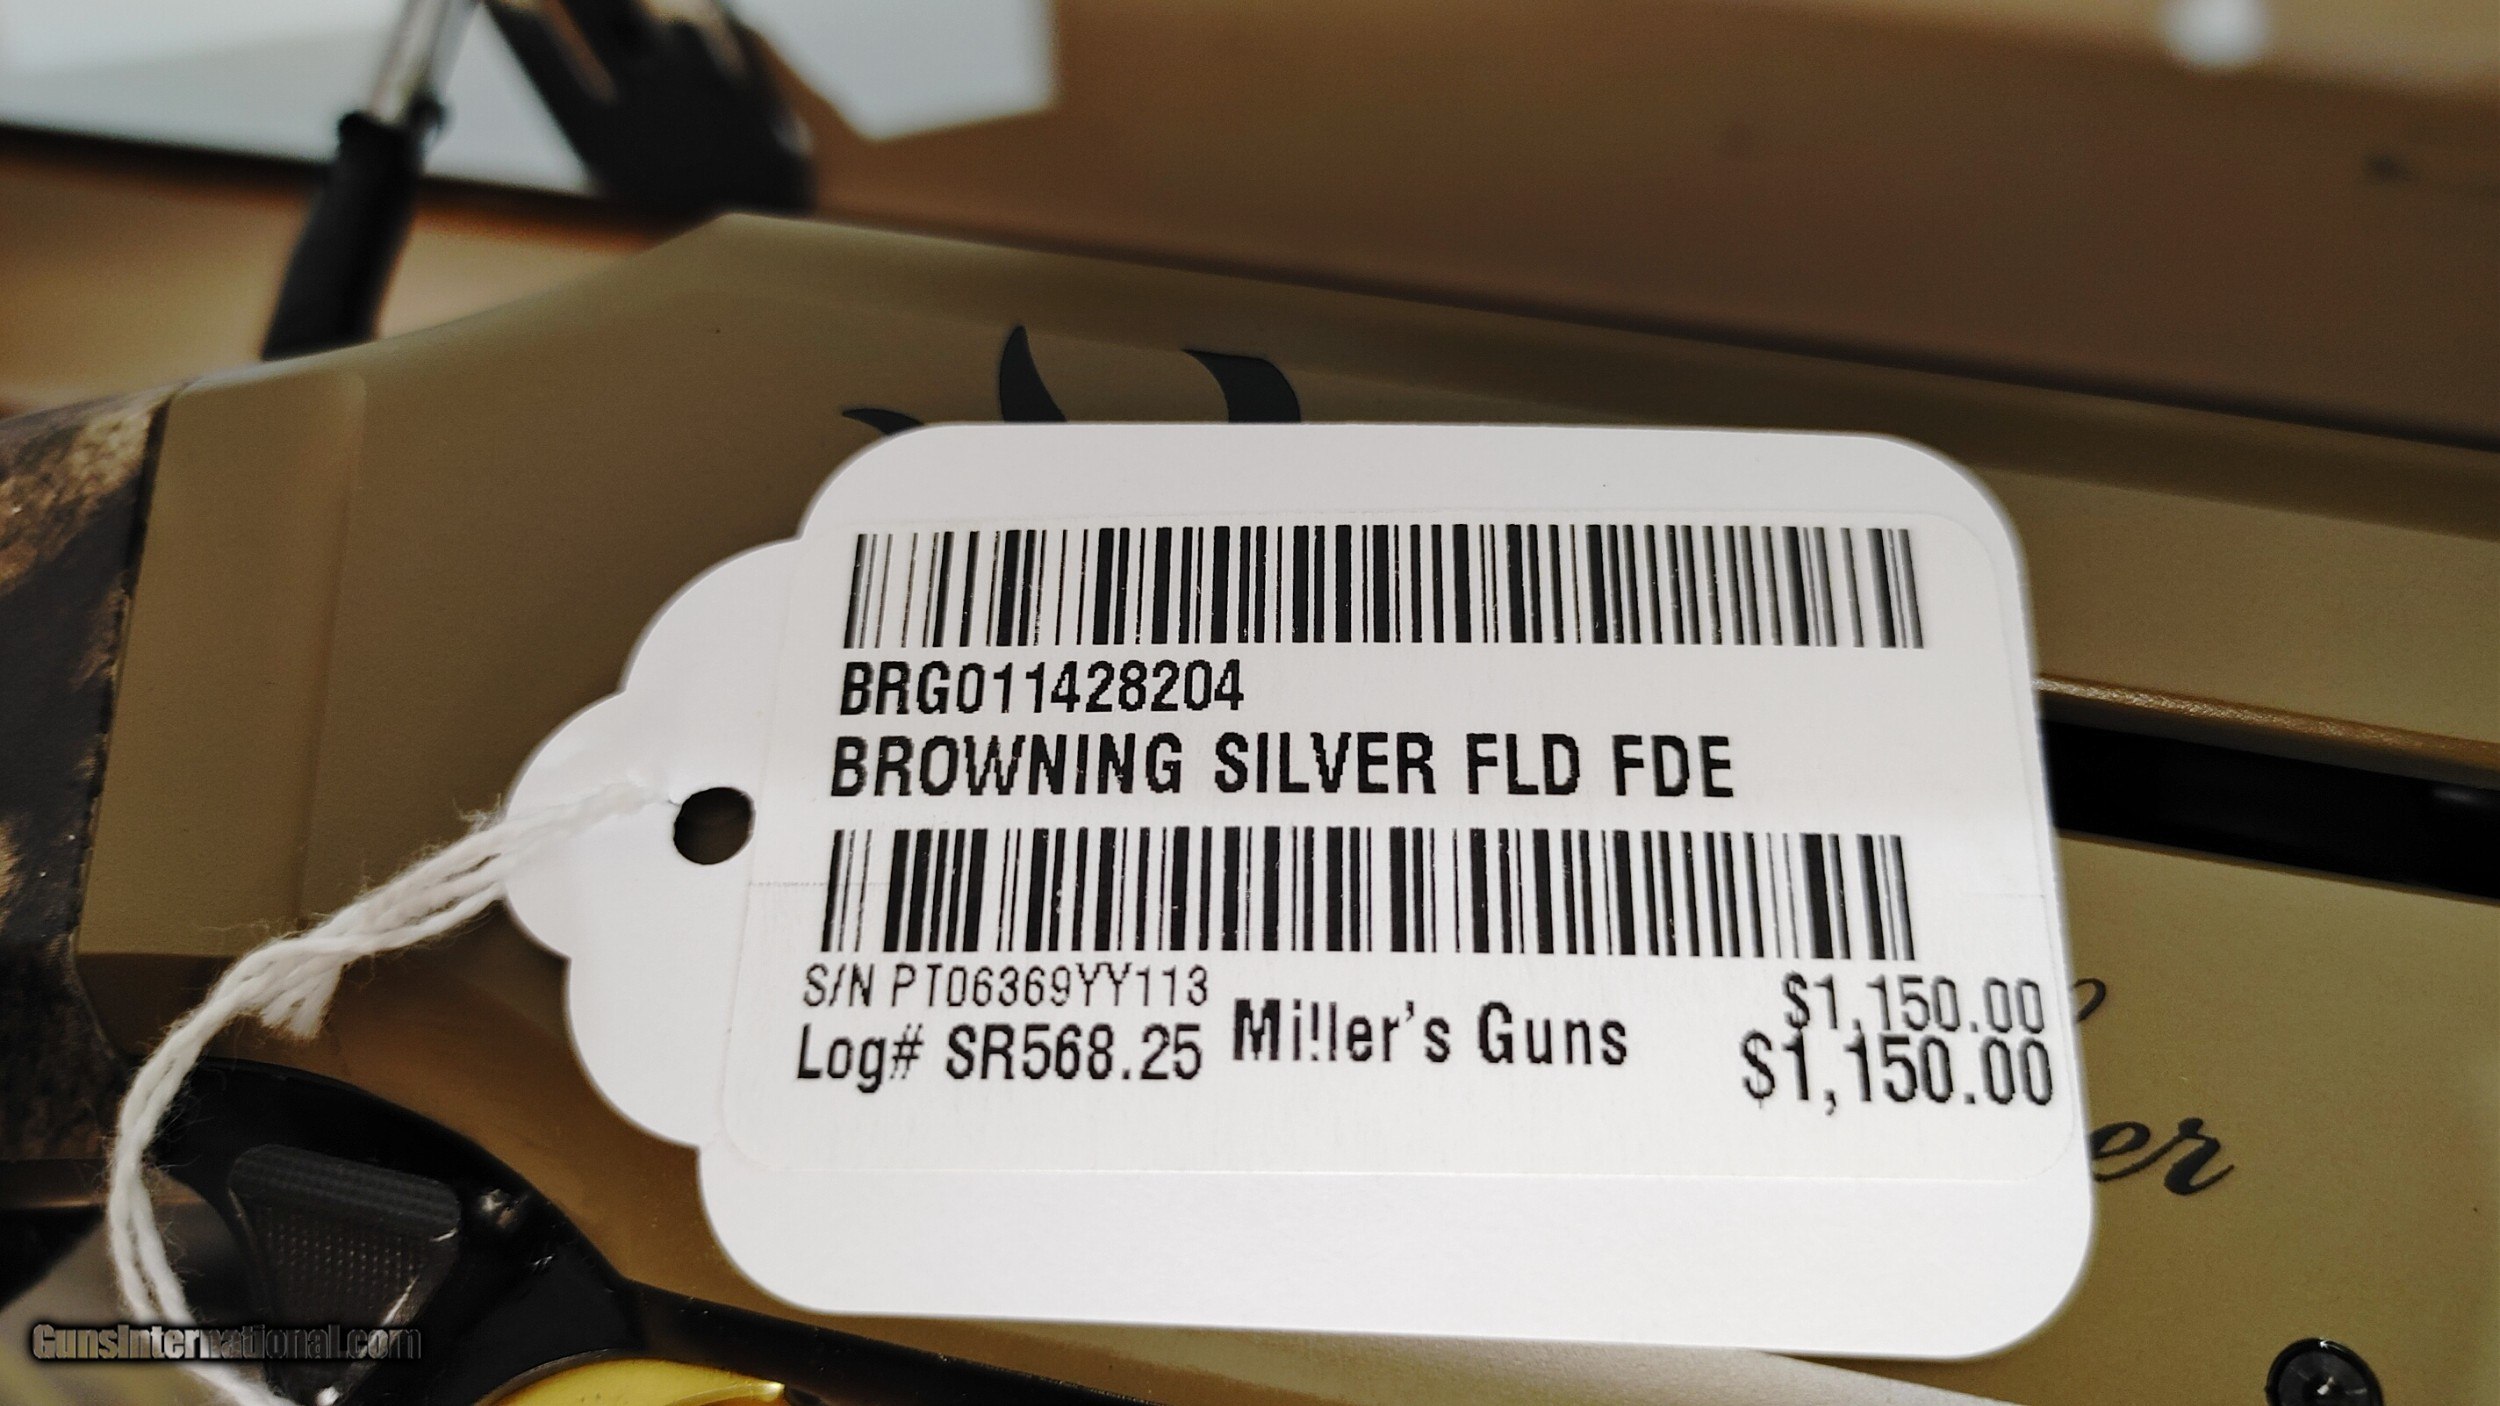 BRG011428204
BROWNING SILVER FLD FDE
S/N PT06369YY113
$1,150.00
Log# SR568.25 Miller's Guns
$1,150.00
er
GunsInternational.com